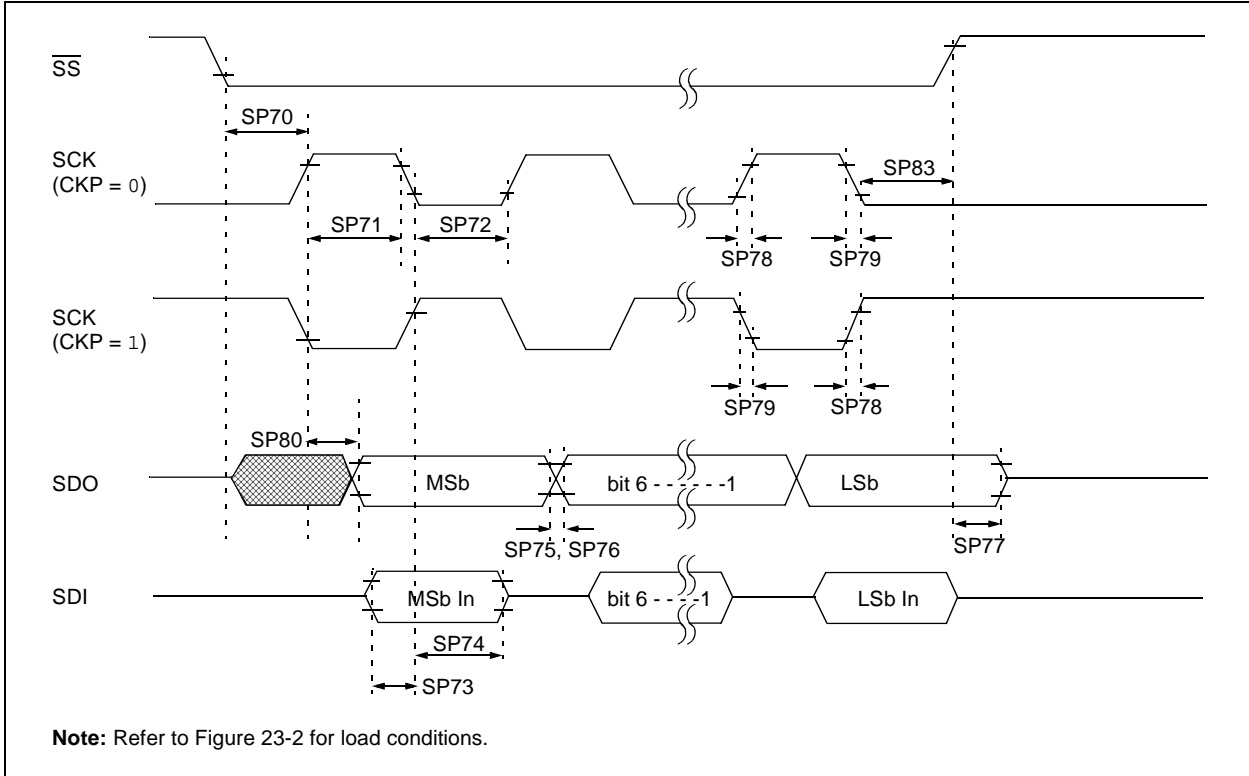 SS
SP70
SCK
(CKP = 0)
SP83
SP71
SP72
SP78
SP79
SCK
(CKP = 1)
SP79
SP78
SP80
SDO
MSb
bit 6 - - - - - -1
LSb
SP75, SP76
SP77
SDI
MSb In
bit 6 - - - -1
LSb In
SP74
SP73
Note: Refer to Figure 23-2 for load conditions.